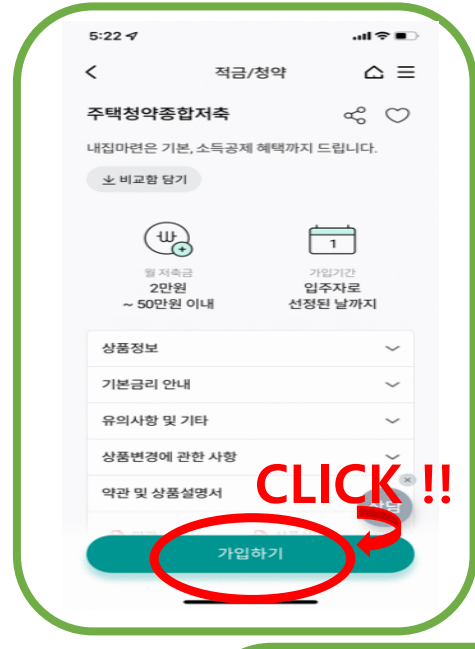 5:22
적금/청약
주택청약종합저축
내집마련은 기본, 소득공제 혜택까지 드립니다.
비교함 담기
1
월 저축금
2만원
~ 50만원 이내
가입기간
입주자로
선정된 날까지
상품정보
기본금리 안내
유의사항 및 기타
상품변경에 관한 사항
약관 및 상품설명서
CLICK !!
가입하기